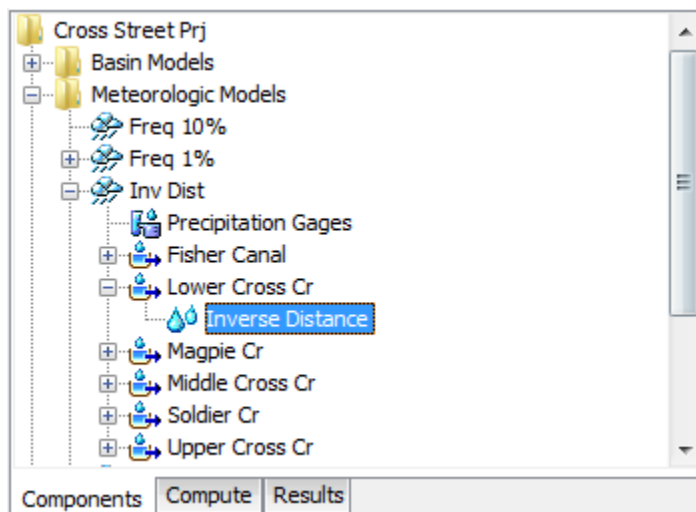 Cross Street Prj
Basin Models
Meteorologic Models
Freq 10%
Freq 1%
Inv Dist
Precipitation Gages
Fisher Canal
Lower Cross Cr
Inverse Distance
Magpie Cr
Middle Cross Cr
Soldier Cr
Upper Cross Cr
Components Compute Results